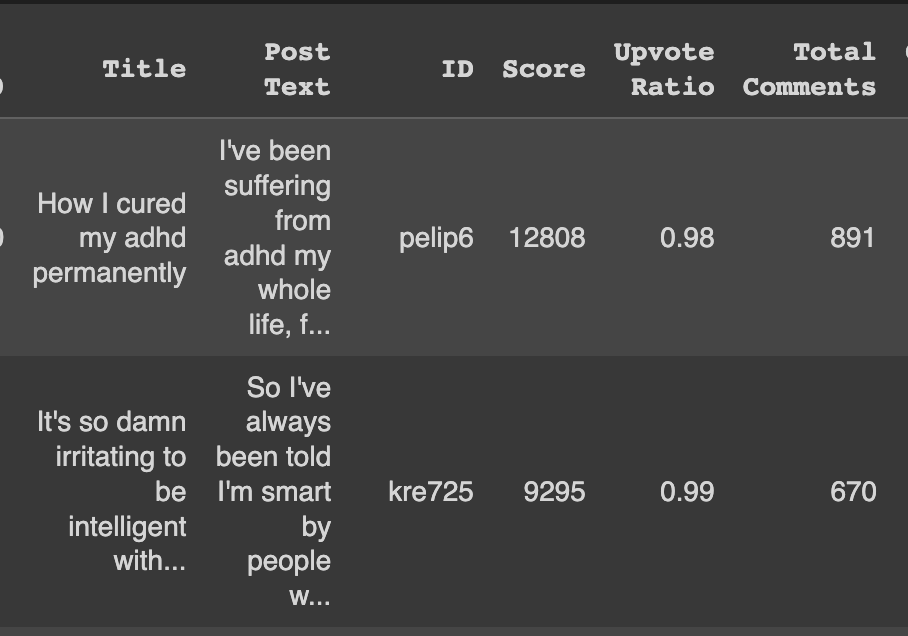 Title
Post
Text
ID
Score
Upvote
Ratio
Total
Comments
How I cured
my adhd
permanently
I've been
suffering
from
adhd my
whole
life, f...
pelip6
12808
0.98
891
It's so damn
irritating to
be
intelligent
with...
So I've
always
been told
I'm smart
by
people
w...
kre725
9295
0.99
670